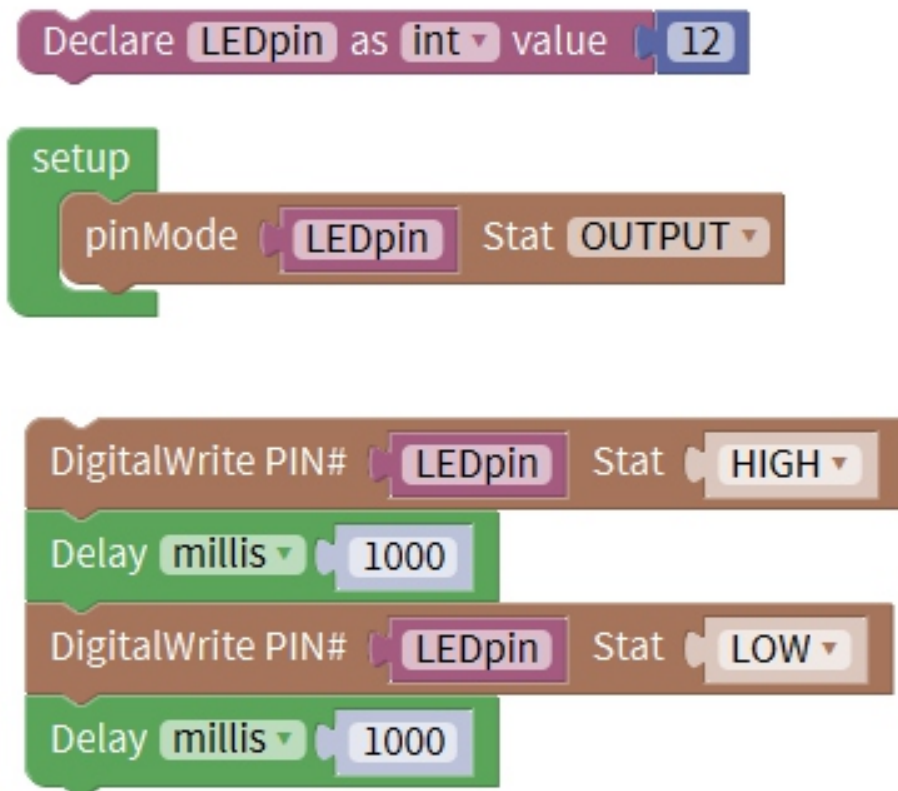 Declare LEDpin as int value 12
setup
pinMode LEDpin Stat OUTPUT
DigitalWrite PIN# LEDpin Stat HIGH
Delay millis 1000
DigitalWrite PIN# LEDpin Stat LOW
Delay millis 1000